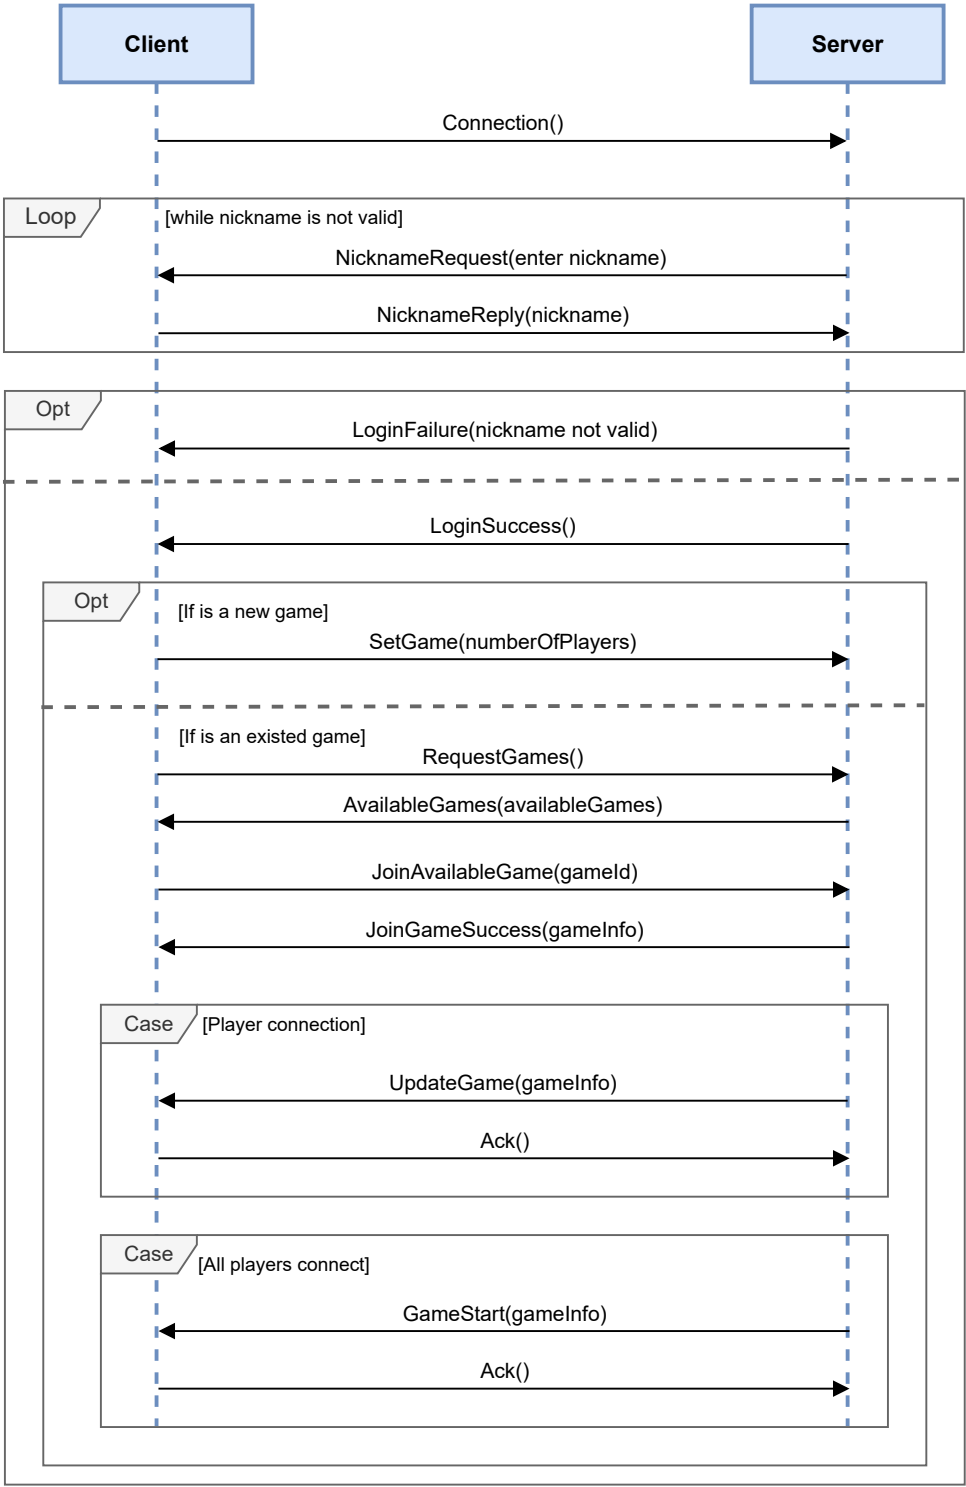 Client
Server
Connection()
Loop
[while nickname is not valid]
NicknameRequest(enter nickname)
NicknameReply(nickname)
Opt
LoginFailure(nickname not valid)
LoginSuccess()
Opt
[If is a new game]
SetGame(numberOfPlayers)
[If is an existed game]
RequestGames()
AvailableGames(availableGames)
JoinAvailableGame(gameId)
JoinGameSuccess(gameInfo)
Case
[Player connection]
UpdateGame(gameInfo)
Ack()
Case
[All players connect]
GameStart(gameInfo)
Ack()